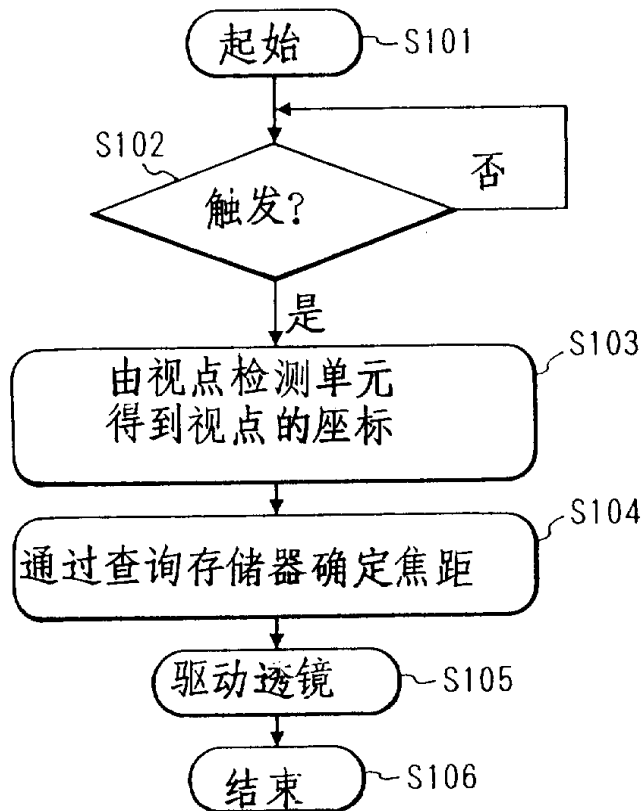 起始
S101
S102
触发?
否
是
S103
由视点检测单元
得到视点的座标
S104
通过查询存储器确定焦距
驱动透镜
S105
结束
S106